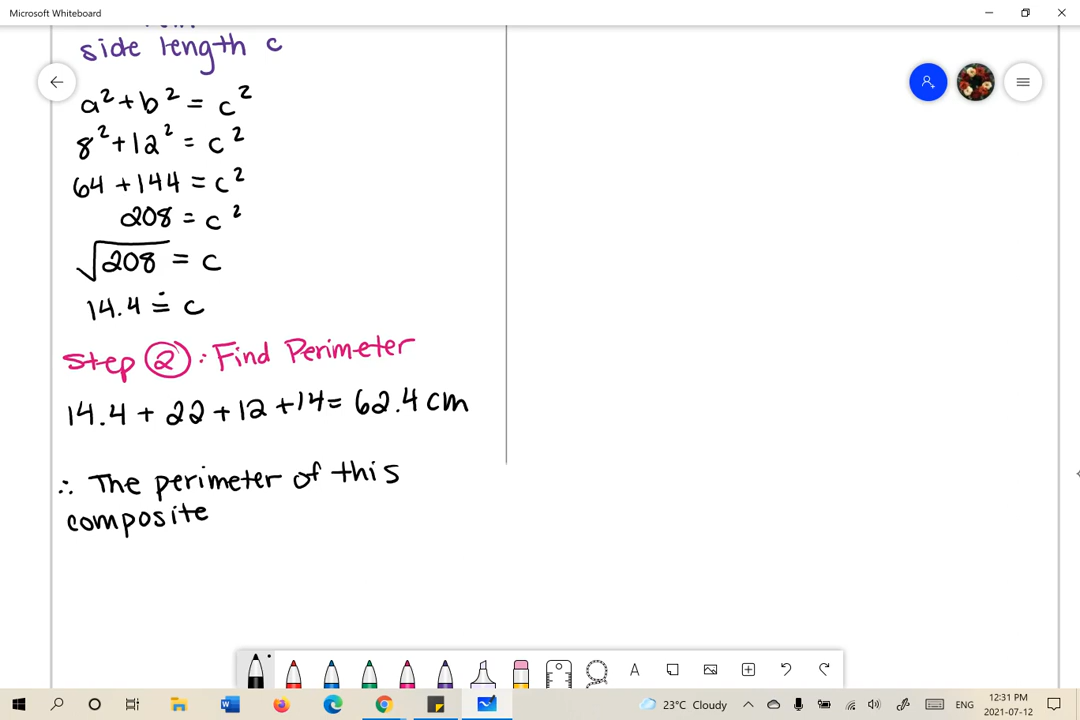 Microsoft Whiteboard
side length c
a² + b² = c²
8² + 12² = c²
64 + 144 = c²
208 = c²
√208 = c
14.4 ≐ c
Step ② : Find Perimeter
14.4 + 22 + 12 + 14 = 62.4 cm
∴ The perimeter of this
composite
A
23°C Cloudy
ENG
12:31 PM
2021-07-12